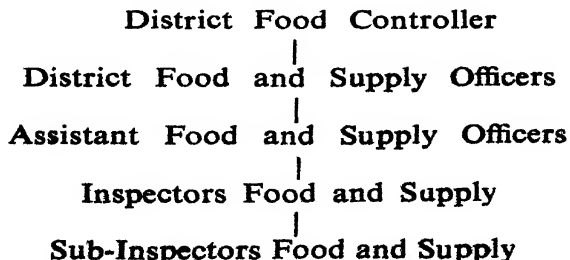 District Food Controller
District Food and Supply Officers
Assistant Food and Supply Officers
Inspectors Food and Supply
Sub-Inspectors Food and Supply